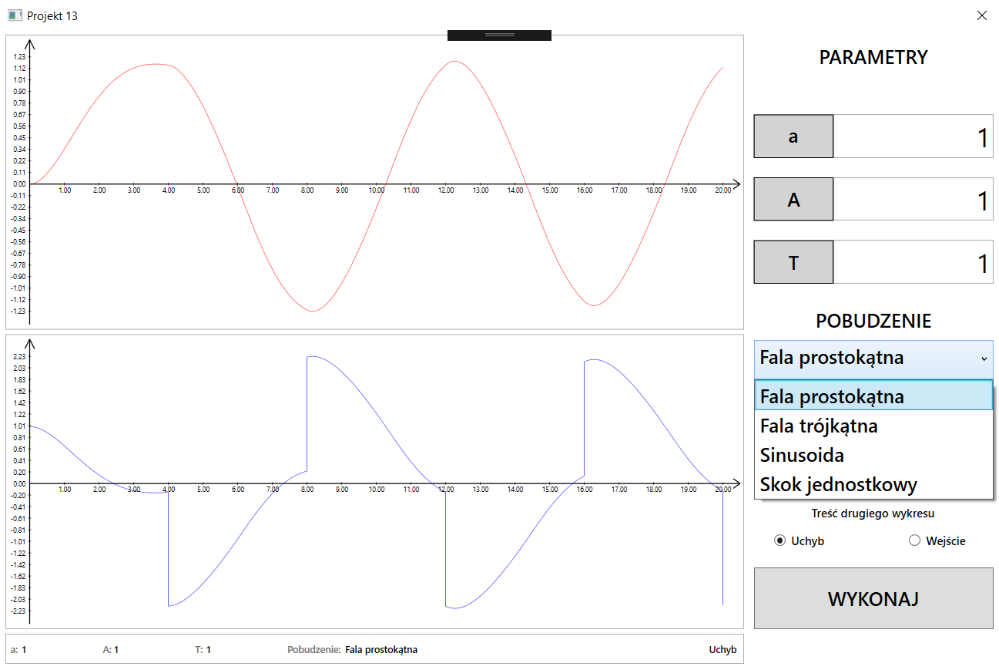 Projekt 13
1.23
1.12
1.01
0.90
0.78
0.67
0.56
0.45
0.34
0.22
0.11
0.00
-0.11
-0.22
-0.34
-0.45
-0.56
-0.67
-0.78
-0.90
-1.01
-1.12
-1.23
1.00 2.00 3.00 4.00 5.00 6.00 7.00 8.00 9.00 10.00 11.00 12.00 13.00 14.00 15.00 16.00 17.00 18.00 19.00 20.00
2.23
2.03
1.83
1.62
1.42
1.22
1.01
0.81
0.61
0.41
0.20
0.00
-0.20
-0.41
-0.61
-0.81
-1.01
-1.22
-1.42
-1.62
-1.83
-2.03
-2.23
1.00 2.00 3.00 4.00 5.00 6.00 7.00 8.00 9.00 10.00 11.00 12.00 13.00 14.00 15.00 16.00 17.00 18.00 19.00 20.00
a: 1 A: 1 T: 1 Pobudzenie: Fala prostokątna Uchyb
PARAMETRY
a 1
A 1
T 1
POBUDZENIE
Fala prostokątna
Fala prostokątna
Fala trójkątna
Sinusoida
Skok jednostkowy
Treść drugiego wykresu
Uchyb Wejście
WYKONAJ